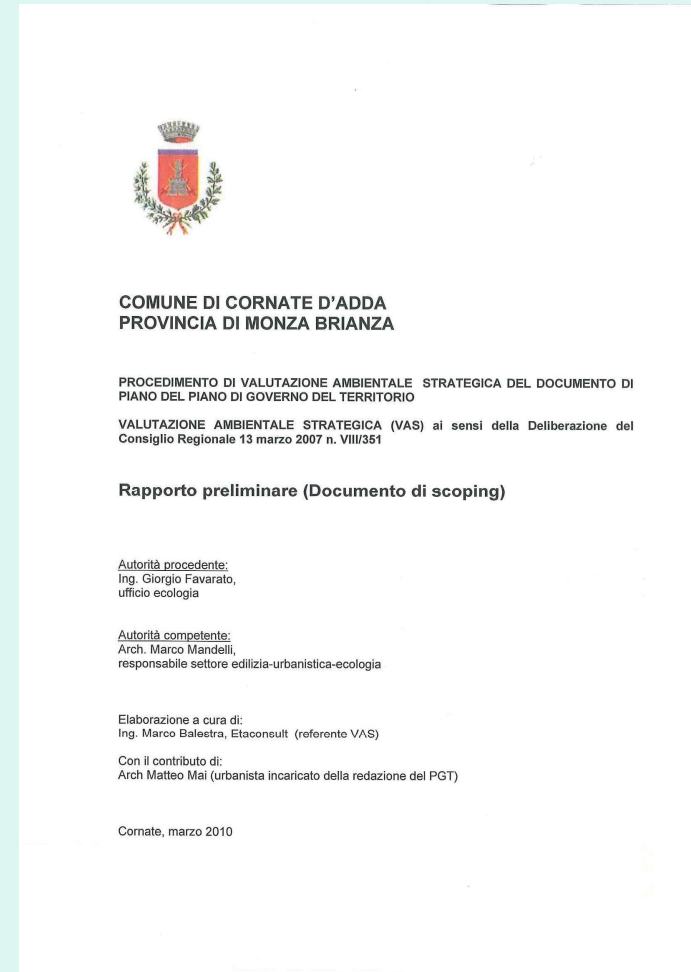 COMUNE DI CORNATE D'ADDA
PROVINCIA DI MONZA BRIANZA
PROCEDIMENTO DI VALUTAZIONE AMBIENTALE STRATEGICA DEL DOCUMENTO DI
PIANO DEL PIANO DI GOVERNO DEL TERRITORIO
VALUTAZIONE AMBIENTALE STRATEGICA (VAS) ai sensi della Deliberazione del
Consiglio Regionale 13 marzo 2007 n. VIII/351
Rapporto preliminare (Documento di scoping)
Autorità procedente:
Ing. Giorgio Favarato,
ufficio ecologia
Autorità competente:
Arch. Marco Mandelli,
responsabile settore edilizia-urbanistica-ecologia
Elaborazione a cura di:
Ing. Marco Balestra, Etaconsult (referente VAS)
Con il contributo di:
Arch Matteo Mai (urbanista incaricato della redazione del PGT)
Cornate, marzo 2010